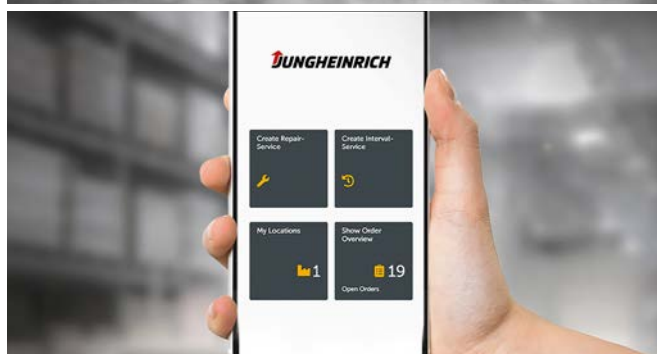 JUNGHEINRICH
Create Repair-
Service
Create Interval-
Service
My Locations
1
Show Order
Overview
19
Open Orders